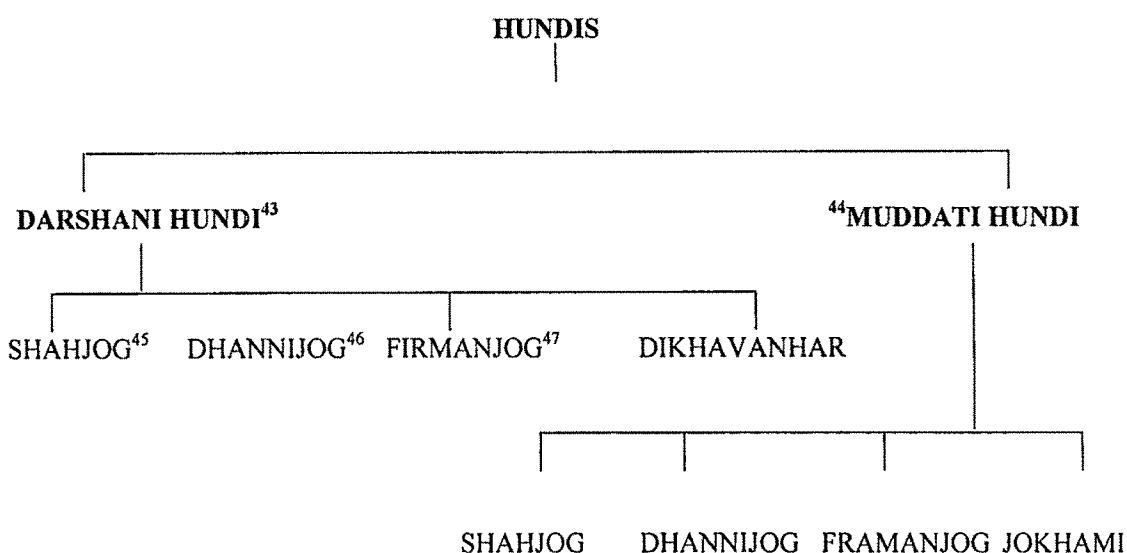 HUNDIS
DARSHANI HUNDI⁴³ ⁴⁴MUDDATI HUNDI
SHAHJOG⁴⁵ DHANNIJOG⁴⁶ FIRMANJOG⁴⁷ DIKHAVANHAR
SHAHJOG DHANNIJOG FRAMANJOG JOKHAMI